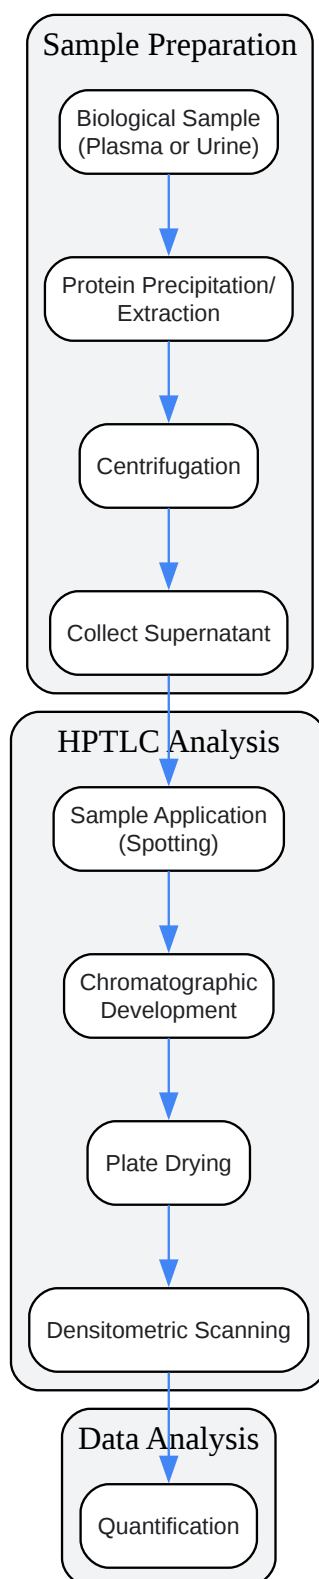 Sample Preparation
Biological Sample
(Plasma or Urine)
Protein Precipitation/
Extraction
Centrifugation
Collect Supernatant
HPTLC Analysis
Sample Application
(Spotting)
Chromatographic
Development
Plate Drying
Densitometric Scanning
Data Analysis
Quantification